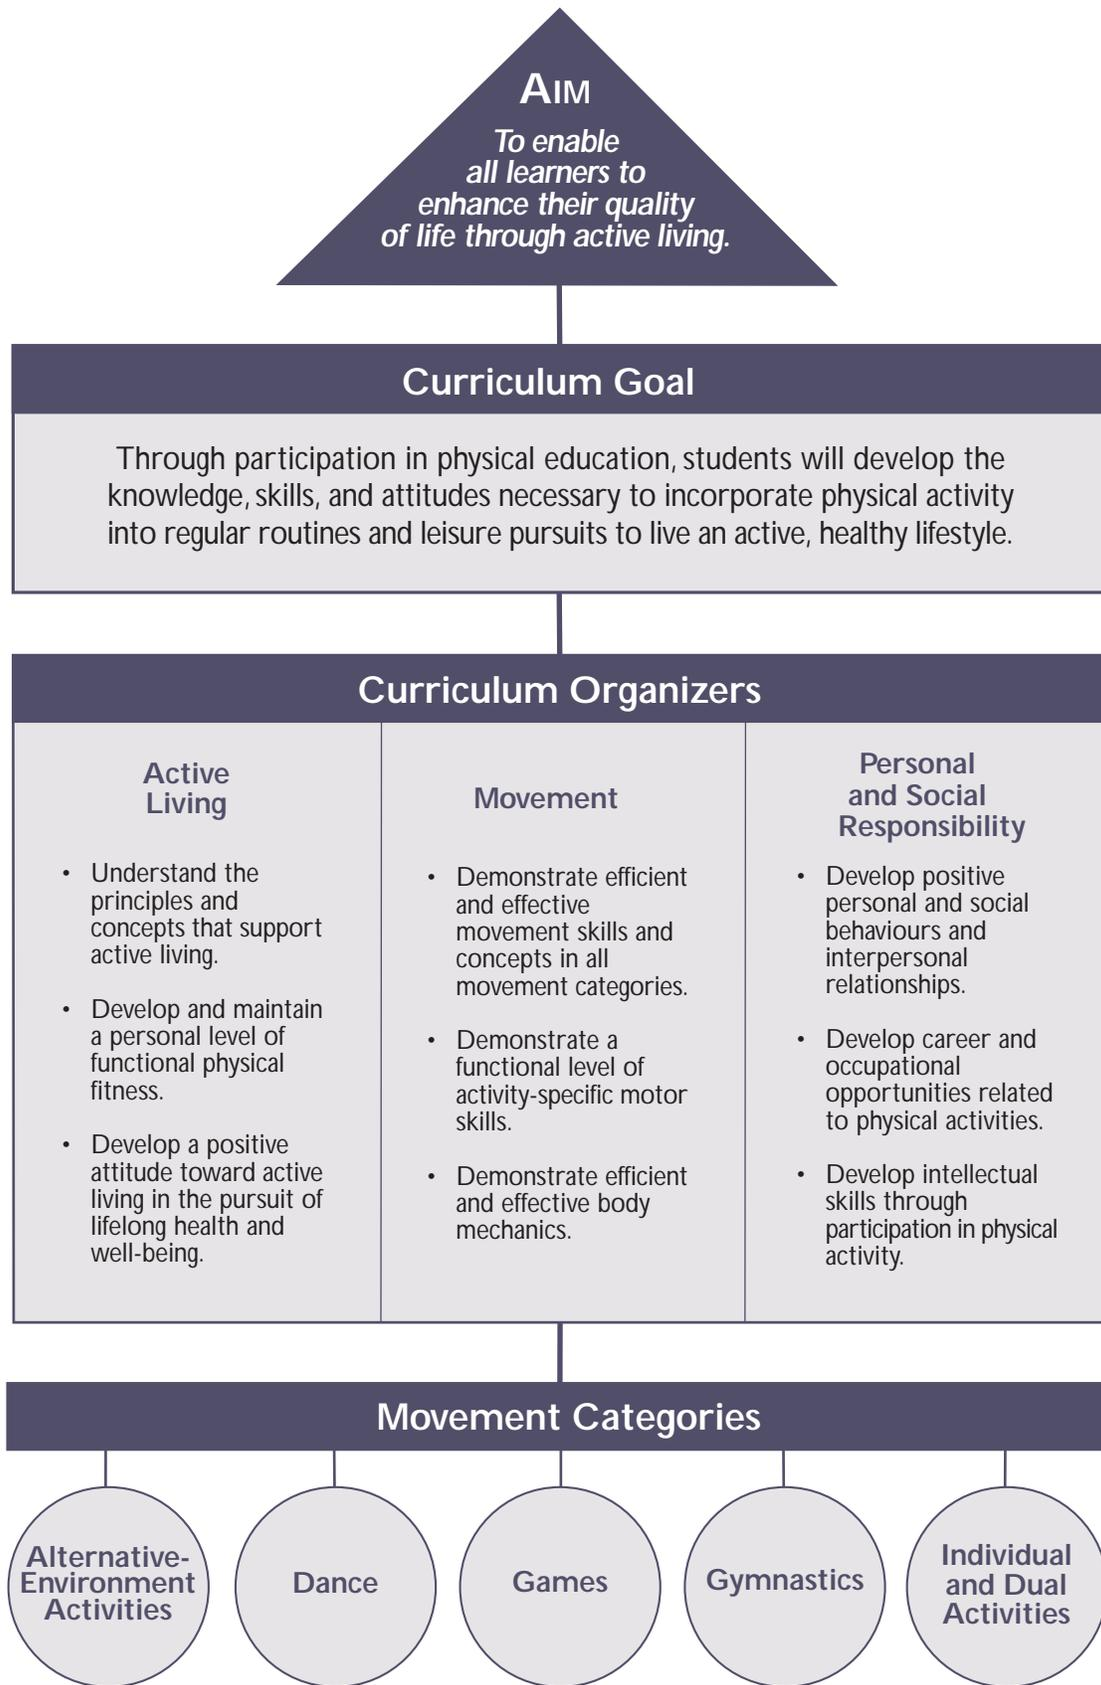 AIM
To enable
all learners to
enhance their quality
of life through active living.
Curriculum Goal
Through participation in physical education, students will develop the
knowledge, skills, and attitudes necessary to incorporate physical activity
into regular routines and leisure pursuits to live an active, healthy lifestyle.
Curriculum Organizers
Active
Living
• Understand the
principles and
concepts that support
active living.
• Develop and maintain
a personal level of
functional physical
fitness.
• Develop a positive
attitude toward active
living in the pursuit of
lifelong health and
well-being.
Movement
• Demonstrate efficient
and effective
movement skills and
concepts in all
movement categories.
• Demonstrate a
functional level of
activity-specific motor
skills.
• Demonstrate efficient
and effective body
mechanics.
Personal
and Social
Responsibility
• Develop positive
personal and social
behaviours and
interpersonal
relationships.
• Develop career and
occupational
opportunities related
to physical activities.
• Develop intellectual
skills through
participation in physical
activity.
Movement Categories
Alternative-
Environment
Activities
Dance
Games
Gymnastics
Individual
and Dual
Activities